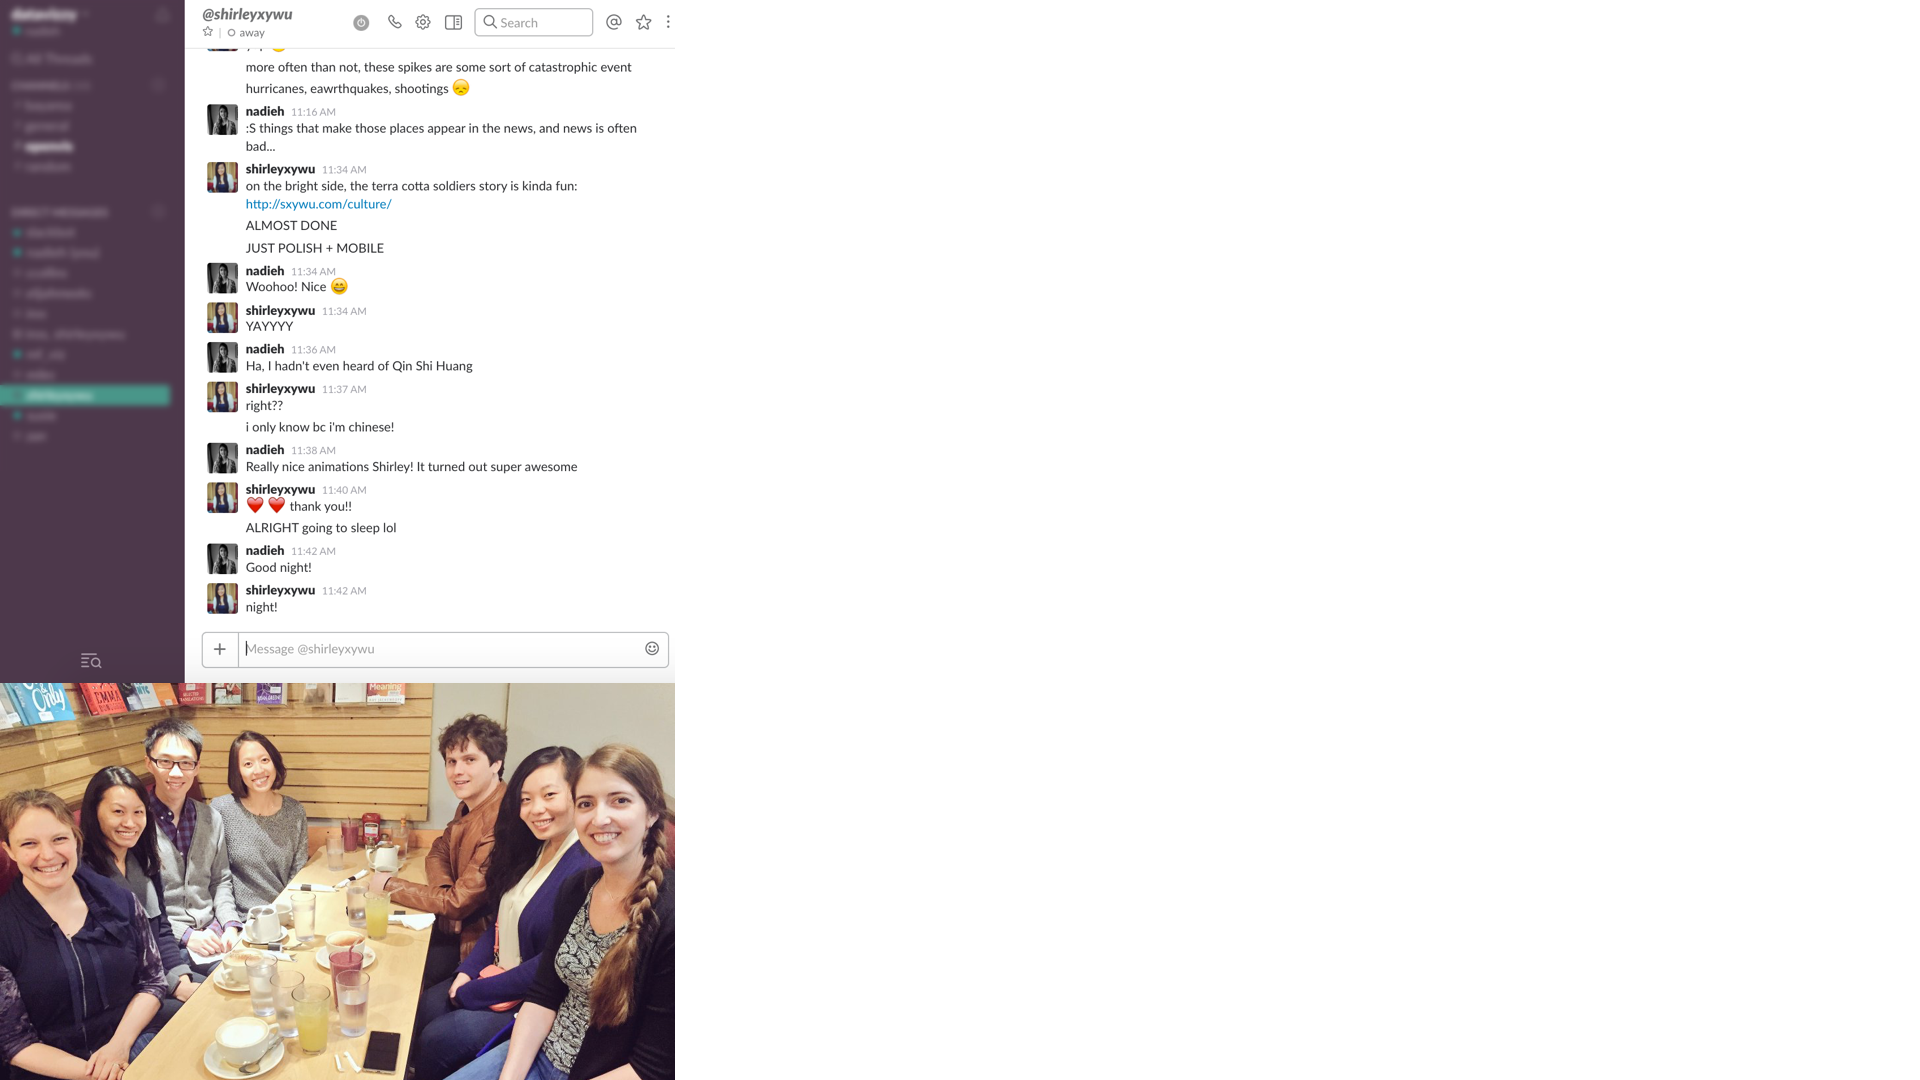 @shirleyxywu
away
Search
more often than not, these spikes are some sort of catastrophic event
hurricanes, eawrthquakes, shootings
nadieh 11:16 AM
:S things that make those places appear in the news, and news is often
bad...
shirleyxywu 11:34 AM
on the bright side, the terra cotta soldiers story is kinda fun:
http://sxywu.com/culture/
ALMOST DONE
JUST POLISH + MOBILE
nadieh 11:34 AM
Woohoo! Nice
shirleyxywu 11:34 AM
YAYYYY
nadieh 11:36 AM
Ha, I hadn't even heard of Qin Shi Huang
shirleyxywu 11:37 AM
right??
i only know bc i'm chinese!
nadieh 11:38 AM
Really nice animations Shirley! It turned out super awesome
shirleyxywu 11:40 AM
thank you!!
ALRIGHT going to sleep lol
nadieh 11:42 AM
Good night!
shirleyxywu 11:42 AM
night!
Message @shirleyxywu
Only
EMMA
NYC
Meaning